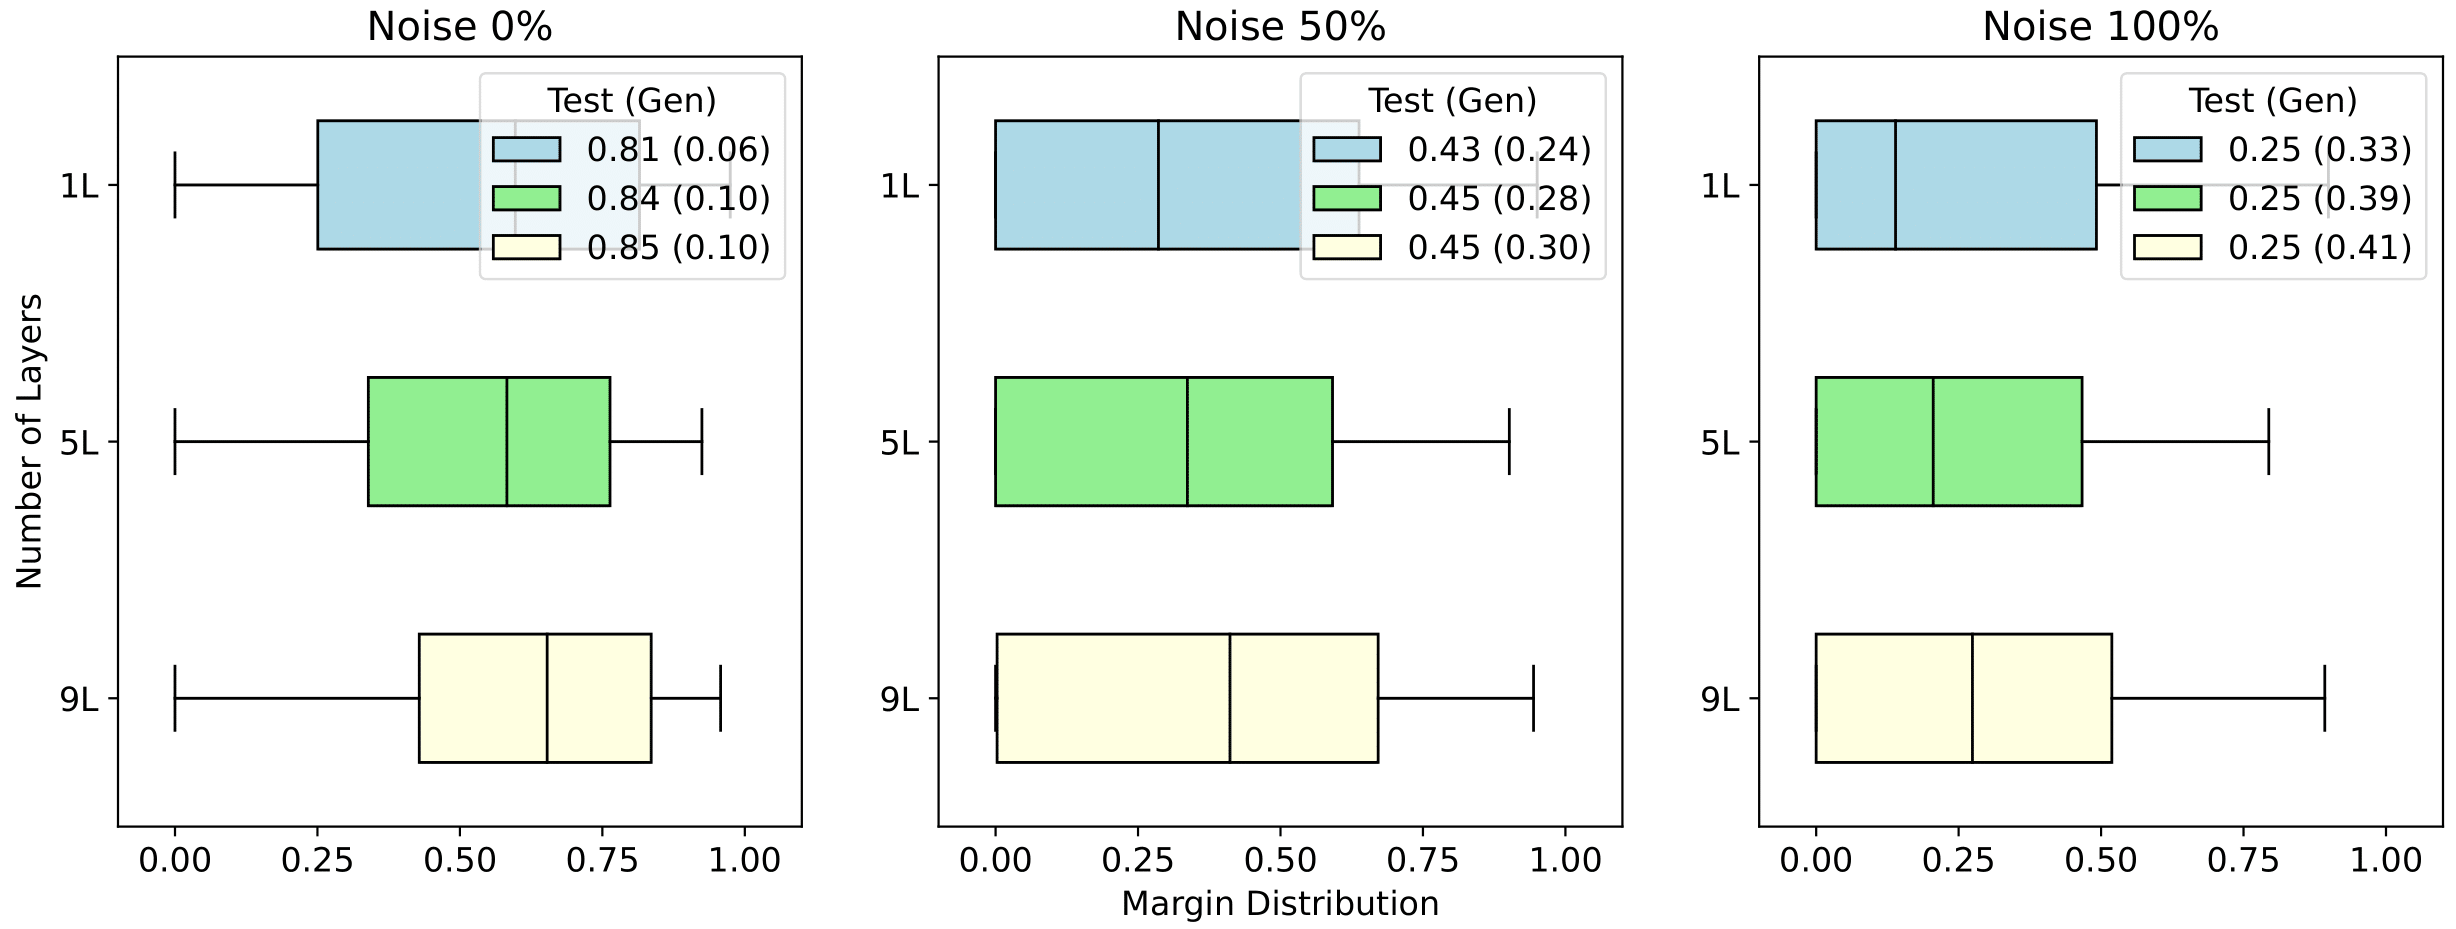 Noise 0%
Test (Gen)
0.81 (0.06)
0.84 (0.10)
0.85 (0.10)
1L
5L
9L
Number of Layers
0.00 0.25 0.50 0.75 1.00
Noise 50%
Test (Gen)
0.43 (0.24)
0.45 (0.28)
0.45 (0.30)
1L
5L
9L
0.00 0.25 0.50 0.75 1.00
Margin Distribution
Noise 100%
Test (Gen)
0.25 (0.33)
0.25 (0.39)
0.25 (0.41)
1L
5L
9L
0.00 0.25 0.50 0.75 1.00